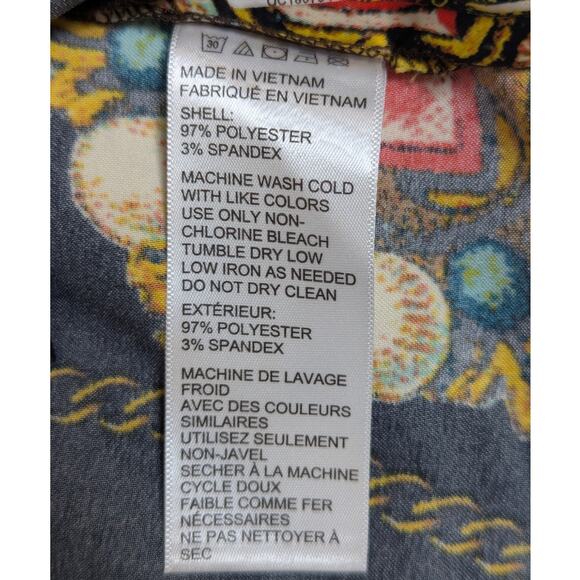 30
MADE IN VIETNAM
FABRIQUÉ EN VIETNAM
SHELL:
97% POLYESTER
3% SPANDEX
MACHINE WASH COLD
WITH LIKE COLORS
USE ONLY NON-
CHLORINE BLEACH
TUMBLE DRY LOW
LOW IRON AS NEEDED
DO NOT DRY CLEAN
EXTÉRIEUR:
97% POLYESTER
3% SPANDEX
MACHINE DE LAVAGE
FROID
AVEC DES COULEURS
SIMILAIRES
UTILISEZ SEULEMENT
NON-JAVEL
SECHER À LA MACHINE
CYCLE DOUX
FAIBLE COMME FER
NÉCESSAIRES
NE PAS NETTOYER À
SEC